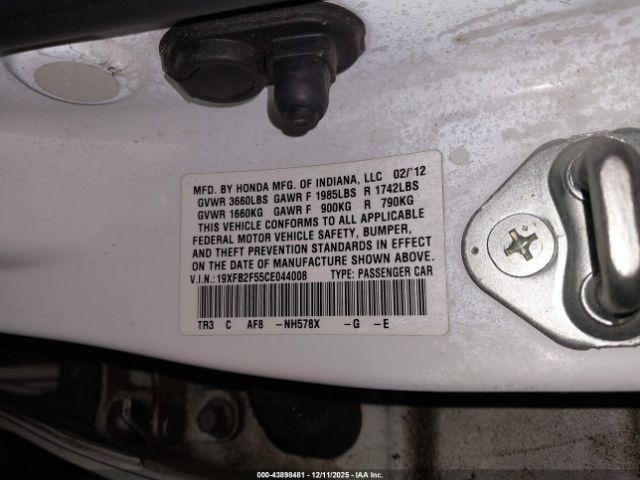 MFD. BY HONDA MFG. OF INDIANA, LLC 02/'12
GVWR 3660LBS GAWR F 1985LBS R 1742LBS
GVWR 1660KG GAWR F 900KG R 790KG
THIS VEHICLE CONFORMS TO ALL APPLICABLE
FEDERAL MOTOR VEHICLE SAFETY, BUMPER,
AND THEFT PREVENTION STANDARDS IN EFFECT
ON THE DATE OF MANUFACTURE SHOWN ABOVE.
V.I.N.:19XFB2F55CE044008 TYPE: PASSENGER CAR
TR3 C AF8 -NH578X -G -E
00-43898481 - 12/11/2025 - IAA Inc.